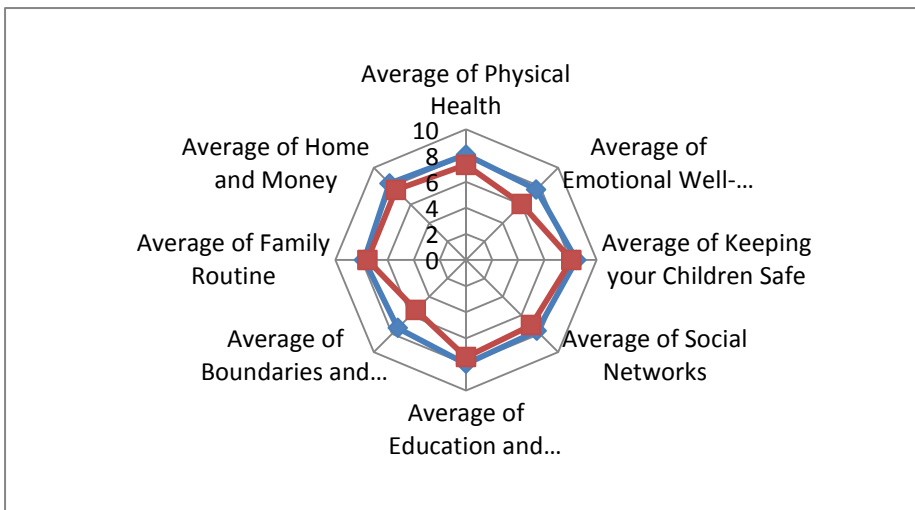 Average of Physical
Health
10
8
6
4
2
0
Average of
Emotional Well-...
Average of Keeping
your Children Safe
Average of Social
Networks
Average of
Education and...
Average of
Boundaries and...
Average of Family
Routine
Average of Home
and Money